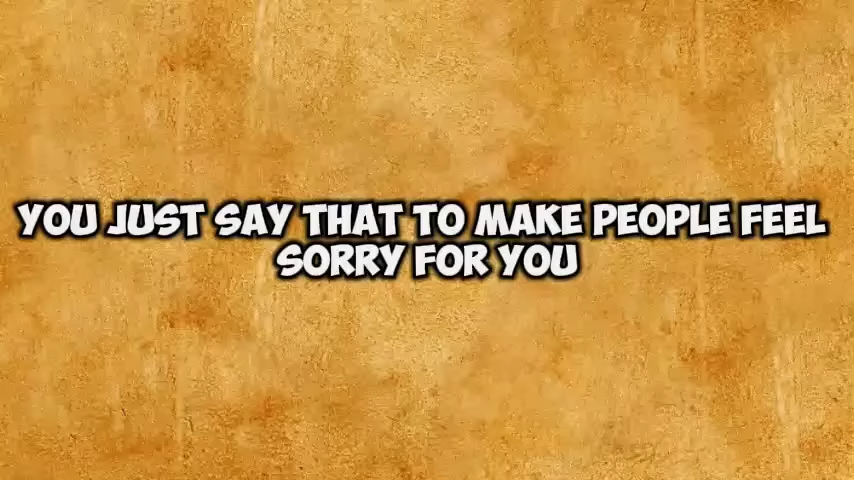 YOU JUST SAY THAT TO MAKE PEOPLE FEEL
SORRY FOR YOU